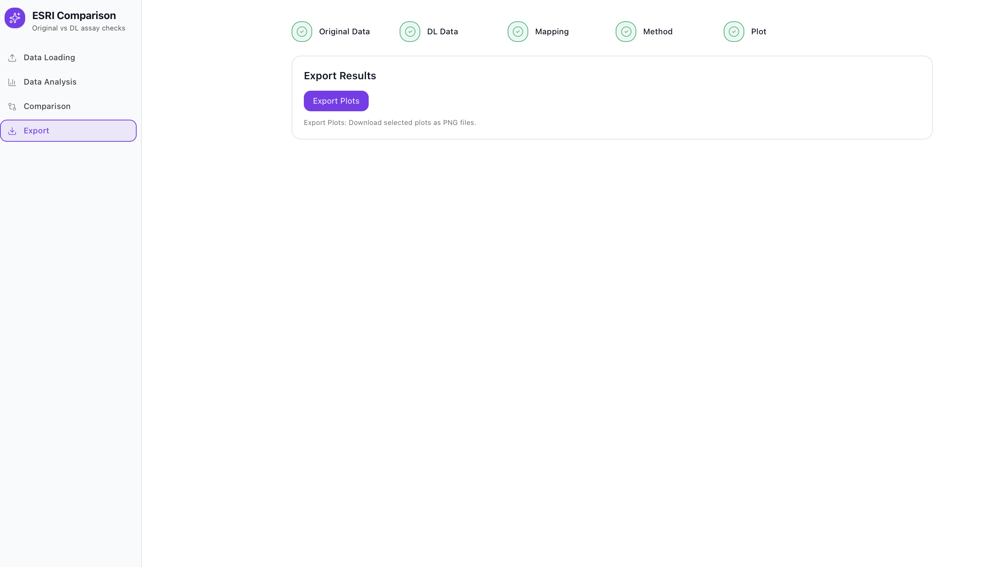 ESRI Comparison
Original vs DL assay checks
Data Loading
Data Analysis
Comparison
Export
Original Data
DL Data
Mapping
Method
Plot
Export Results
Export Plots
Export Plots: Download selected plots as PNG files.